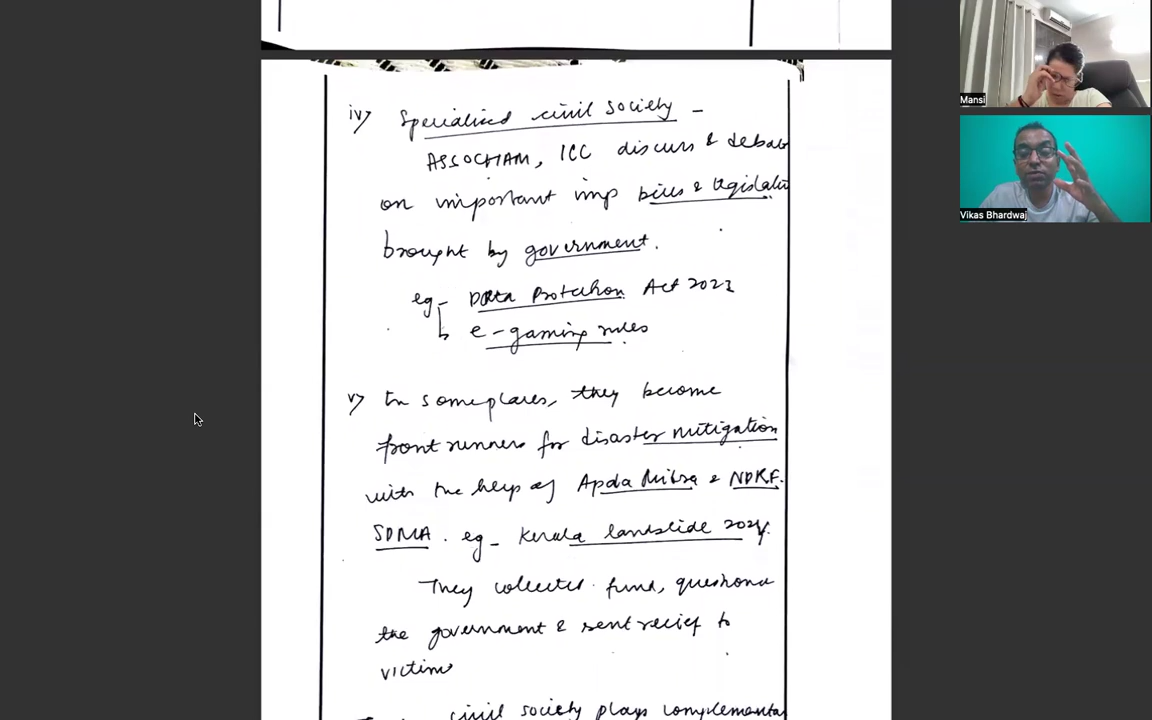 iv) Specialised civil society -
ASSOCHAM, ICC discuss & debate
on important imp bills & legislation
brought by government.
eg- Data Protection Act 2023
e-gaming rules
v) In some places, they become
front runners for disaster mitigation
with the help of Apda Mitra & NDRF.
SDMA. eg- Kerala landslide 2024.
They collected fund, questioned
the government & sent relief to
victims
civil society plays complementary
Mansi
Vikas Bhardwaj